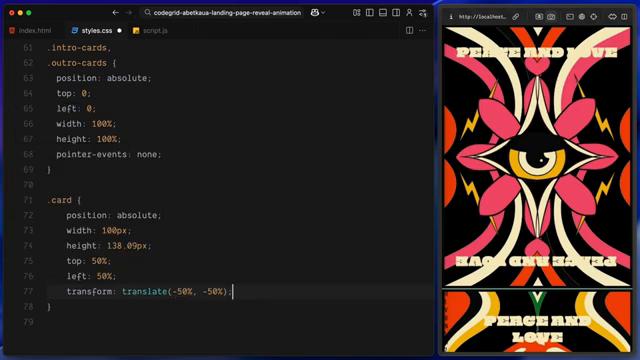 codegrid-abetkaua-landing-page-reveal-animation
index.html
styles.css
script.js
http://localhost...
61 .intro-cards,
62 .outro-cards {
63 position: absolute;
64 top: 0;
65 left: 0;
66 width: 100%;
67 height: 100%;
68 pointer-events: none;
69 }
70
71 .card {
72 position: absolute;
73 width: 100px;
74 height: 138.09px;
75 top: 50%;
76 left: 50%;
77 transform: translate(-50%, -50%);
78 }
79
PEACE AND LOVE
PEACE AND LOVE
PEACE AND
LOVE